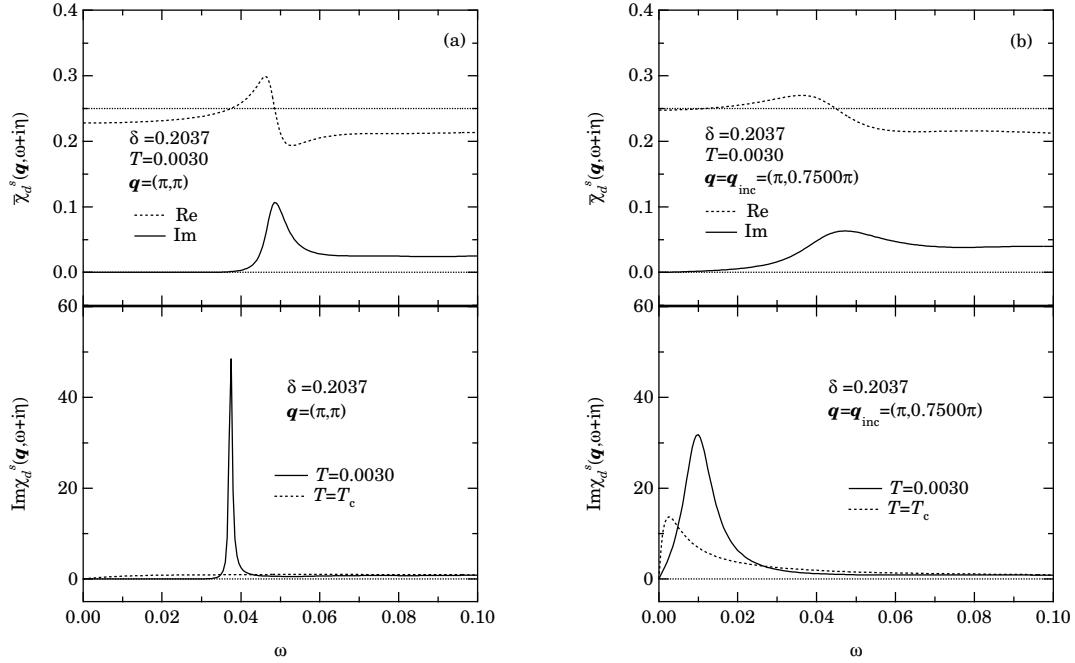 0.4
0.3
0.2
0.1
0.0
(a)
δ =0.2037
T=0.0030
q=(π,π)
Re
Im
χ̄_d^s(q,ω+iη)
60
40
20
0
δ =0.2037
q=(π,π)
T=0.0030
T=T_c
Imχ_d^s(q,ω+iη)
0.00 0.02 0.04 0.06 0.08 0.10
ω
0.4
0.3
0.2
0.1
0.0
(b)
δ =0.2037
T=0.0030
q=q_inc=(π,0.7500π)
Re
Im
χ̄_d^s(q,ω+iη)
60
40
20
0
δ =0.2037
q=q_inc=(π,0.7500π)
T=0.0030
T=T_c
Imχ_d^s(q,ω+iη)
0.00 0.02 0.04 0.06 0.08 0.10
ω